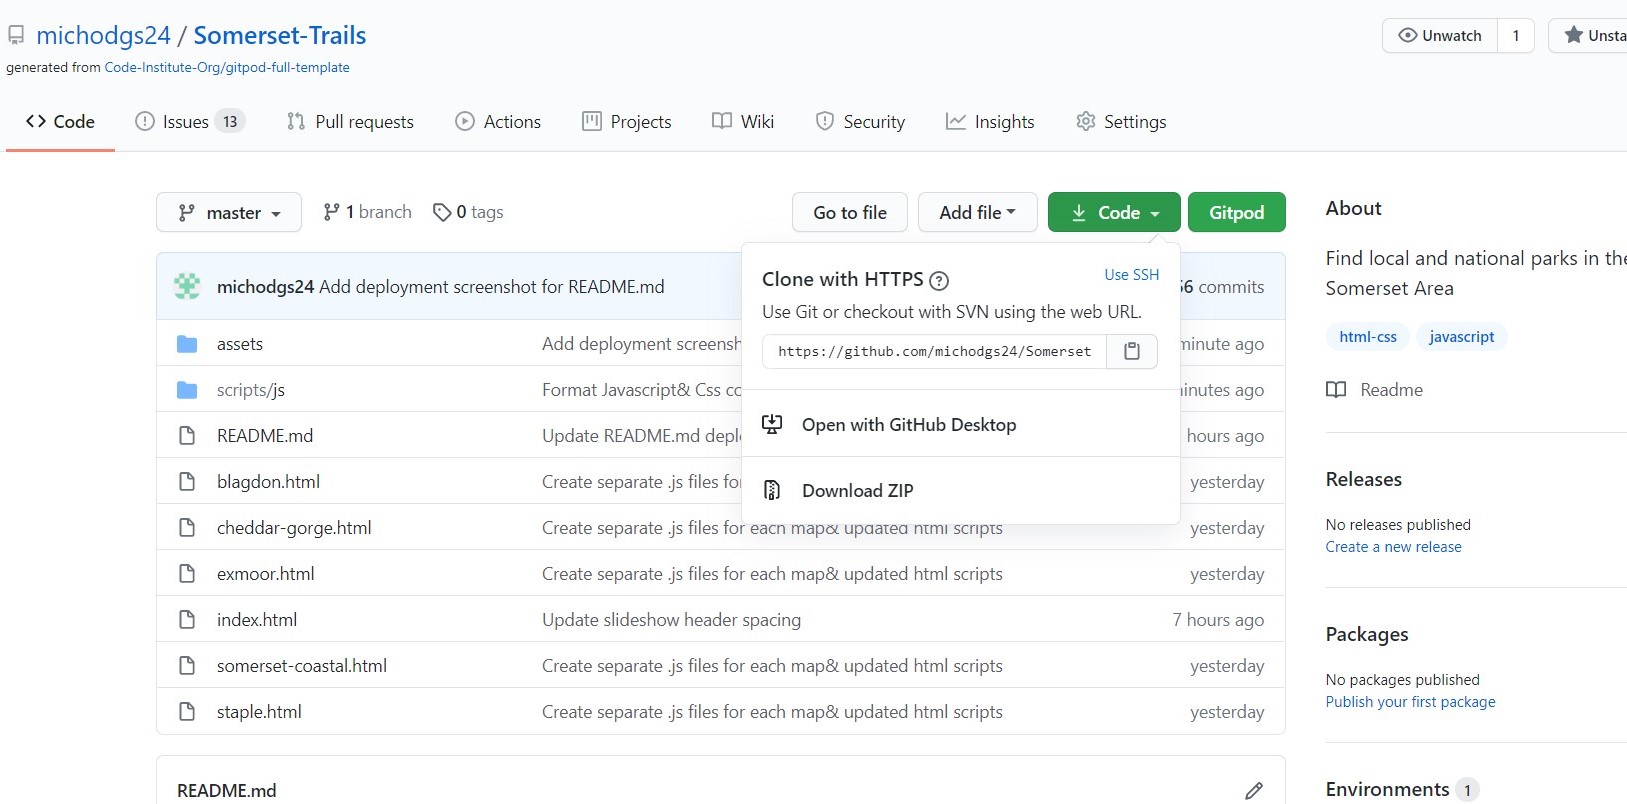 michodgs24 / Somerset-Trails
Unwatch 1
generated from Code-Institute-Org/gitpod-full-template
Code Issues 13 Pull requests Actions Projects Wiki Security Insights Settings
master 1 branch 0 tags Go to file Add file Code Gitpod
michodgs24 Add deployment screenshot for README.md commits
Clone with HTTPS ? Use SSH
Use Git or checkout with SVN using the web URL.
https://github.com/michodgs24/Somerset
Open with GitHub Desktop
Download ZIP
assets Add deployment minute ago
scripts/js Format Javascript& Css ago
README.md Update README.md hours ago
blagdon.html Create separate .js files yesterday
cheddar-gorge.html Create separate .js files for each map& updated html scripts yesterday
exmoor.html Create separate .js files for each map& updated html scripts yesterday
index.html Update slideshow header spacing 7 hours ago
somerset-coastal.html Create separate .js files for each map& updated html scripts yesterday
staple.html Create separate .js files for each map& updated html scripts yesterday
README.md
About
Find local and national parks in the
Somerset Area
html-css javascript
Readme
Releases
No releases published
Create a new release
Packages
No packages published
Publish your first package
Environments 1